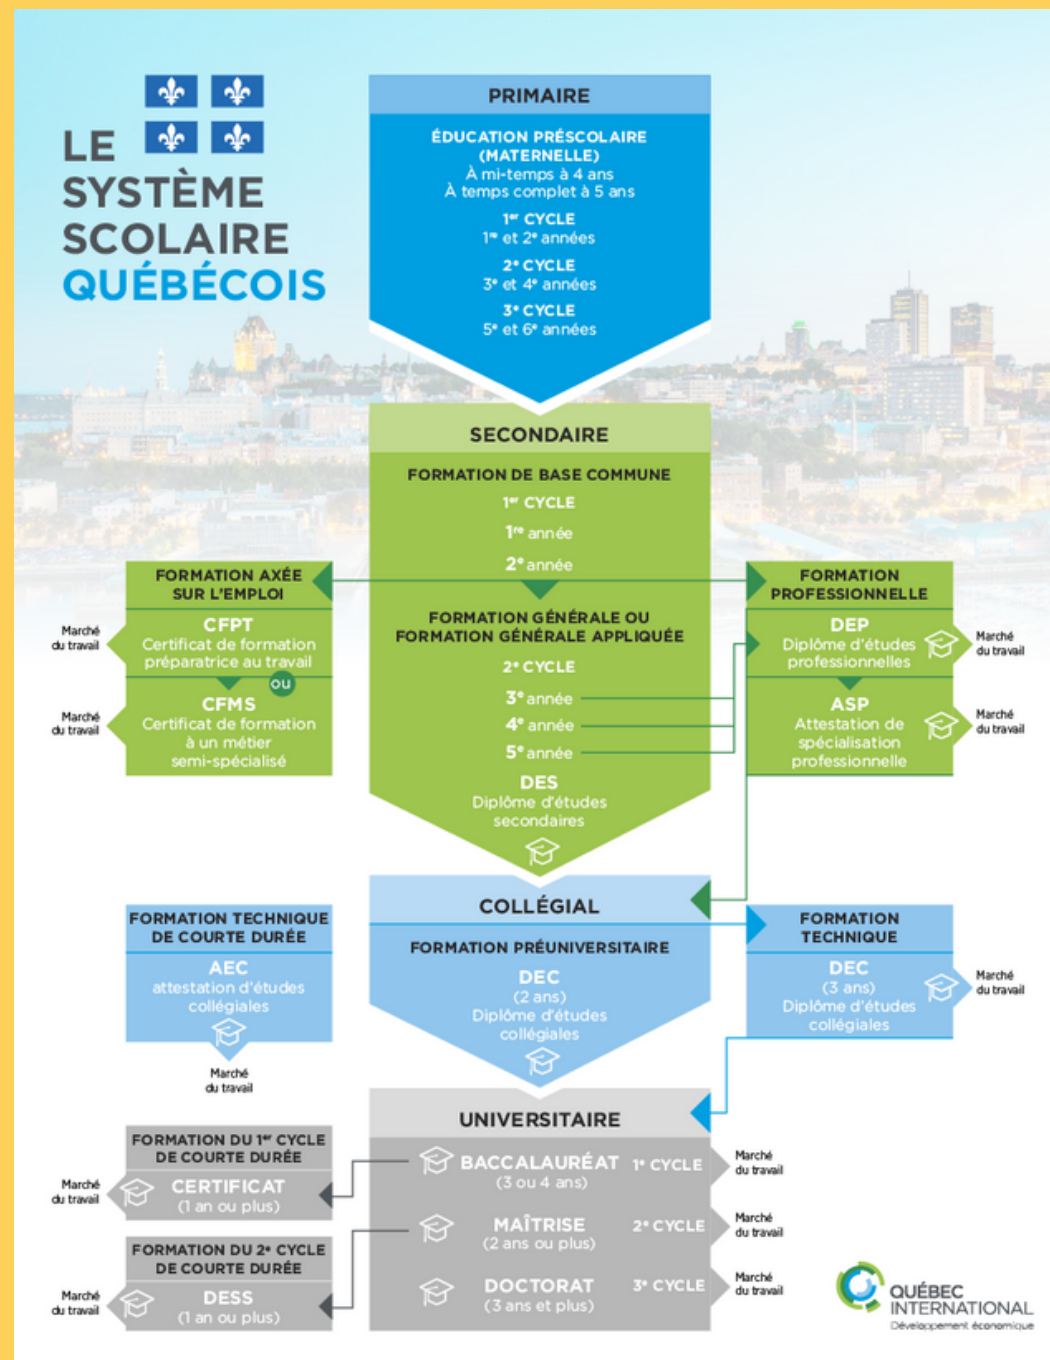 LE
SYSTÈME
SCOLAIRE
QUÉBÉCOIS
PRIMAIRE
ÉDUCATION PRÉSCOLAIRE
(MATERNELLE)
À mi-temps à 4 ans
À temps complet à 5 ans
1er CYCLE
1re et 2e années
2e CYCLE
3e et 4e années
3e CYCLE
5e et 6e années
SECONDAIRE
FORMATION DE BASE COMMUNE
1er CYCLE
1re année
2e année
FORMATION GÉNÉRALE OU
FORMATION GÉNÉRALE APPLIQUÉE
2e CYCLE
3e année
4e année
5e année
DES
Diplôme d'études
secondaires
FORMATION AXÉE
SUR L'EMPLOI
CFPT
Certificat de formation
préparatrice au travail
Marché
du travail
ou
CFMS
Certificat de formation
à un métier
semi-spécialisé
Marché
du travail
FORMATION
PROFESSIONNELLE
DEP
Diplôme d'études
professionnelles
Marché
du travail
ASP
Attestation de
spécialisation
professionnelle
Marché
du travail
COLLÉGIAL
FORMATION PRÉUNIVERSITAIRE
DEC
(2 ans)
Diplôme d'études
collégiales
FORMATION TECHNIQUE
DE COURTE DURÉE
AEC
attestation d'études
collégiales
Marché
du travail
FORMATION
TECHNIQUE
DEC
(3 ans)
Diplôme d'études
collégiales
Marché
du travail
UNIVERSITAIRE
BACCALAURÉAT 1e CYCLE
(3 ou 4 ans)
Marché
du travail
MAÎTRISE 2e CYCLE
(2 ans ou plus)
Marché
du travail
DOCTORAT 3e CYCLE
(3 ans et plus)
Marché
du travail
FORMATION DU 1er CYCLE
DE COURTE DURÉE
CERTIFICAT
(1 an ou plus)
Marché
du travail
FORMATION DU 2e CYCLE
DE COURTE DURÉE
DESS
(1 an ou plus)
Marché
du travail
QUÉBEC
INTERNATIONAL
Développement économique